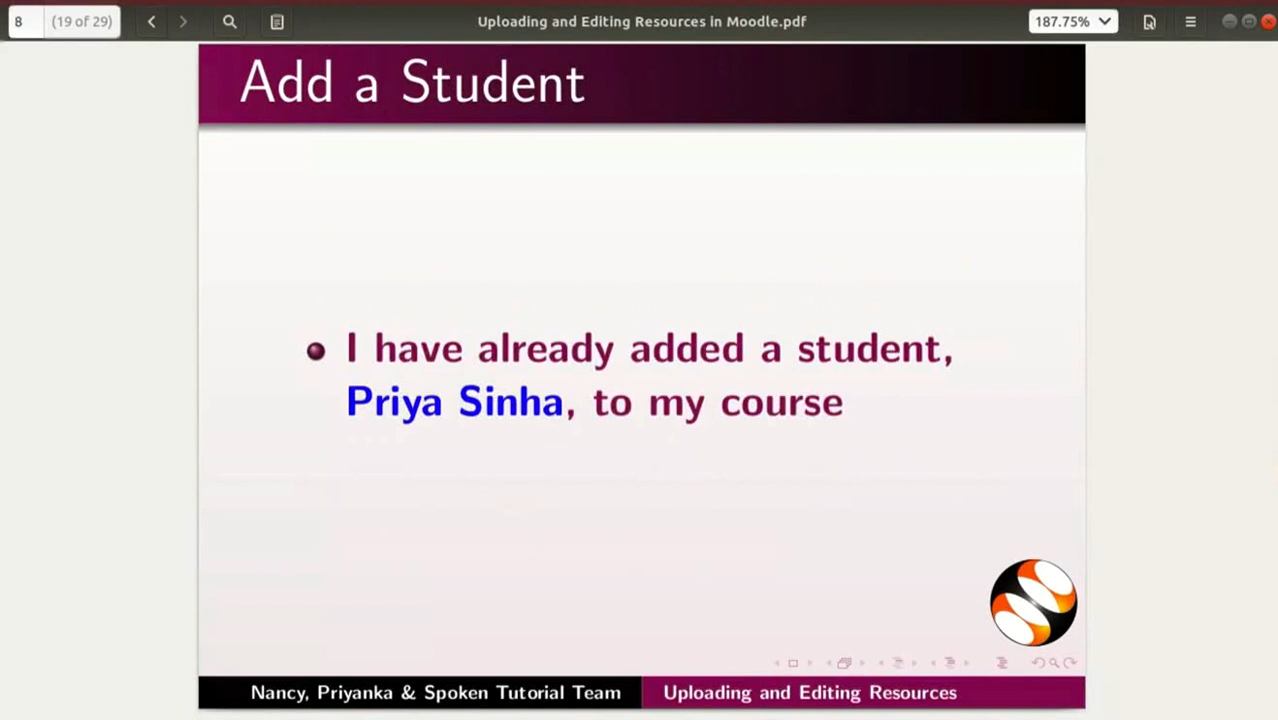 8 (19 of 29) Uploading and Editing Resources in Moodle.pdf 187.75%
Add a Student
I have already added a student,
Priya Sinha, to my course
Nancy, Priyanka & Spoken Tutorial Team Uploading and Editing Resources